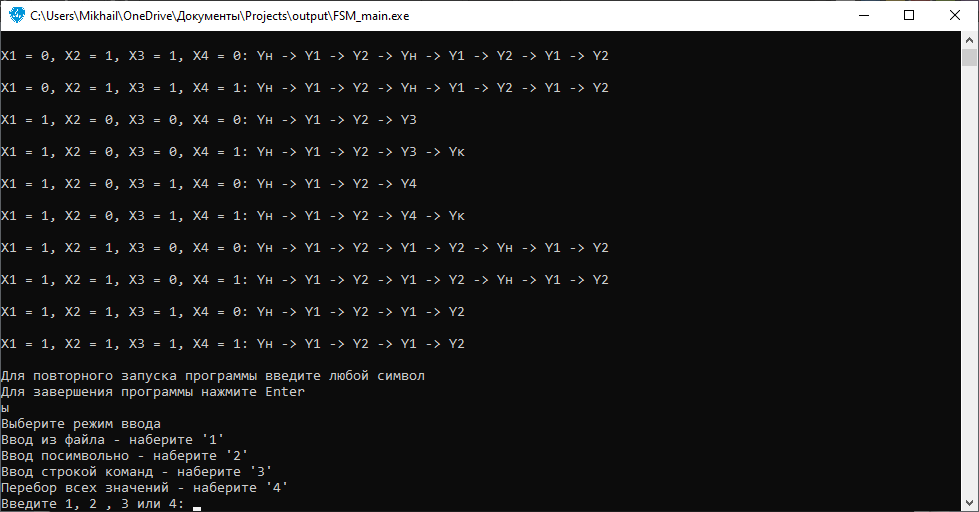 C:\Users\Mikhail\OneDrive\Документы\Projects\output\FSM_main.exe
X1 = 0, X2 = 1, X3 = 1, X4 = 0: Yн -> Y1 -> Y2 -> Yн -> Y1 -> Y2 -> Y1 -> Y2
X1 = 0, X2 = 1, X3 = 1, X4 = 1: Yн -> Y1 -> Y2 -> Yн -> Y1 -> Y2 -> Y1 -> Y2
X1 = 1, X2 = 0, X3 = 0, X4 = 0: Yн -> Y1 -> Y2 -> Y3
X1 = 1, X2 = 0, X3 = 0, X4 = 1: Yн -> Y1 -> Y2 -> Y3 -> Yк
X1 = 1, X2 = 0, X3 = 1, X4 = 0: Yн -> Y1 -> Y2 -> Y4
X1 = 1, X2 = 0, X3 = 1, X4 = 1: Yн -> Y1 -> Y2 -> Y4 -> Yк
X1 = 1, X2 = 1, X3 = 0, X4 = 0: Yн -> Y1 -> Y2 -> Y1 -> Y2 -> Yн -> Y1 -> Y2
X1 = 1, X2 = 1, X3 = 0, X4 = 1: Yн -> Y1 -> Y2 -> Y1 -> Y2 -> Yн -> Y1 -> Y2
X1 = 1, X2 = 1, X3 = 1, X4 = 0: Yн -> Y1 -> Y2 -> Y1 -> Y2
X1 = 1, X2 = 1, X3 = 1, X4 = 1: Yн -> Y1 -> Y2 -> Y1 -> Y2
Для повторного запуска программы введите любой символ
Для завершения программы нажмите Enter
ы
Выберите режим ввода
Ввод из файла - наберите '1'
Ввод посимвольно - наберите '2'
Ввод строкой команд - наберите '3'
Перебор всех значений - наберите '4'
Введите 1, 2 , 3 или 4: